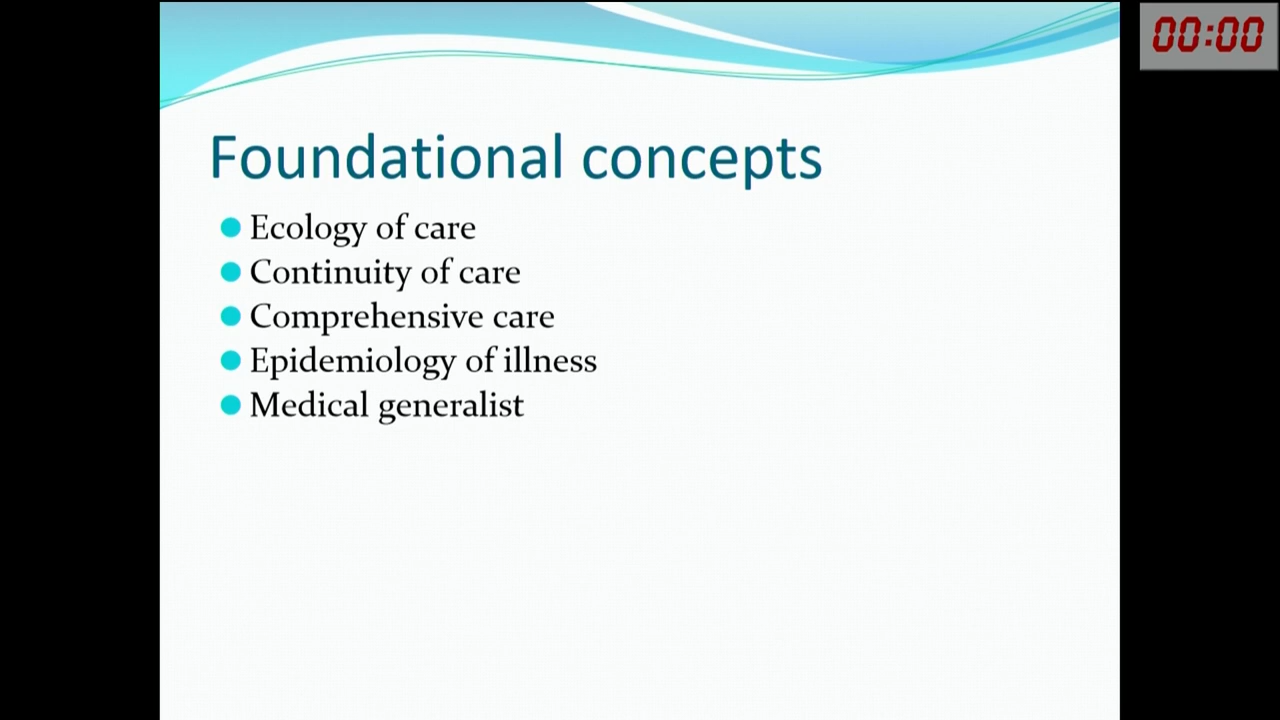 00:00
Foundational concepts
Ecology of care
Continuity of care
Comprehensive care
Epidemiology of illness
Medical generalist